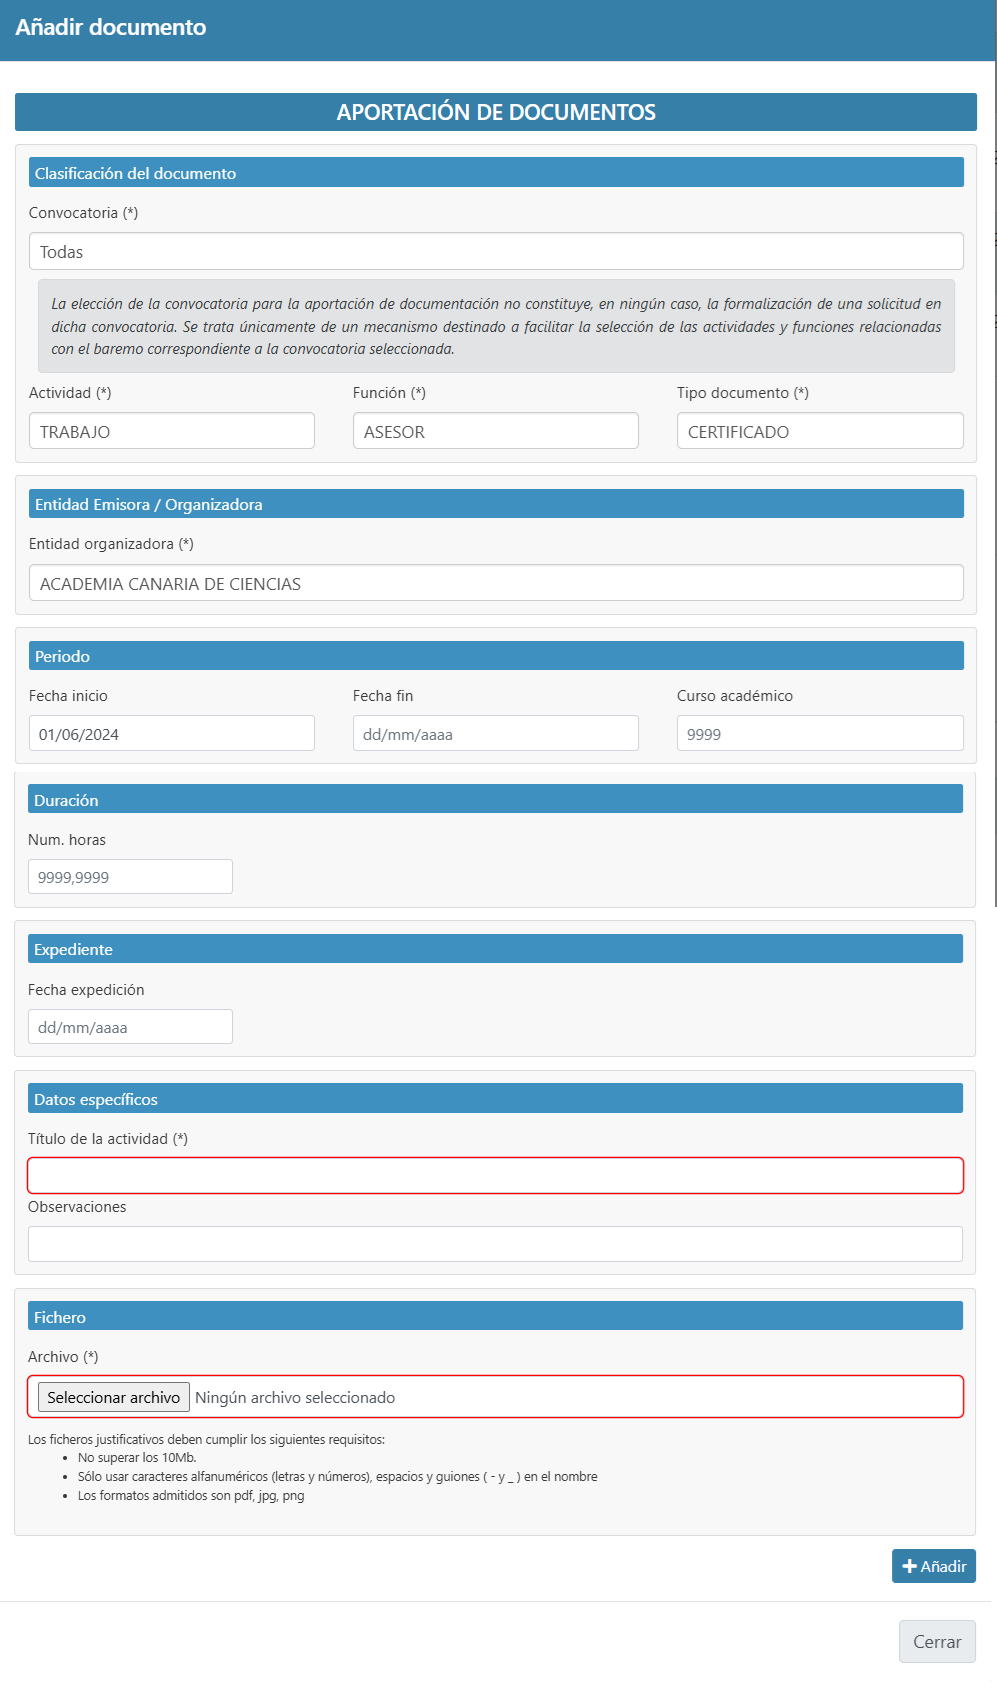 Añadir documento
APORTACIÓN DE DOCUMENTOS
Clasificación del documento
Convocatoria (*)
Todas
La elección de la convocatoria para la aportación de documentación no constituye, en ningún caso, la formalización de una solicitud en
dicha convocatoria. Se trata únicamente de un mecanismo destinado a facilitar la selección de las actividades y funciones relacionadas
con el baremo correspondiente a la convocatoria seleccionada.
Actividad (*) Función (*) Tipo documento (*)
TRABAJO ASESOR CERTIFICADO
Entidad Emisora / Organizadora
Entidad organizadora (*)
ACADEMIA CANARIA DE CIENCIAS
Periodo
Fecha inicio Fecha fin Curso académico
01/06/2024 dd/mm/aaaa 9999
Duración
Num. horas
9999,9999
Expediente
Fecha expedición
dd/mm/aaaa
Datos específicos
Título de la actividad (*)
Observaciones
Fichero
Archivo (*)
Seleccionar archivo Ningún archivo seleccionado
Los ficheros justificativos deben cumplir los siguientes requisitos:
• No superar los 10Mb.
• Sólo usar caracteres alfanuméricos (letras y números), espacios y guiones ( - y _ ) en el nombre
• Los formatos admitidos son pdf, jpg, png
+ Añadir
Cerrar